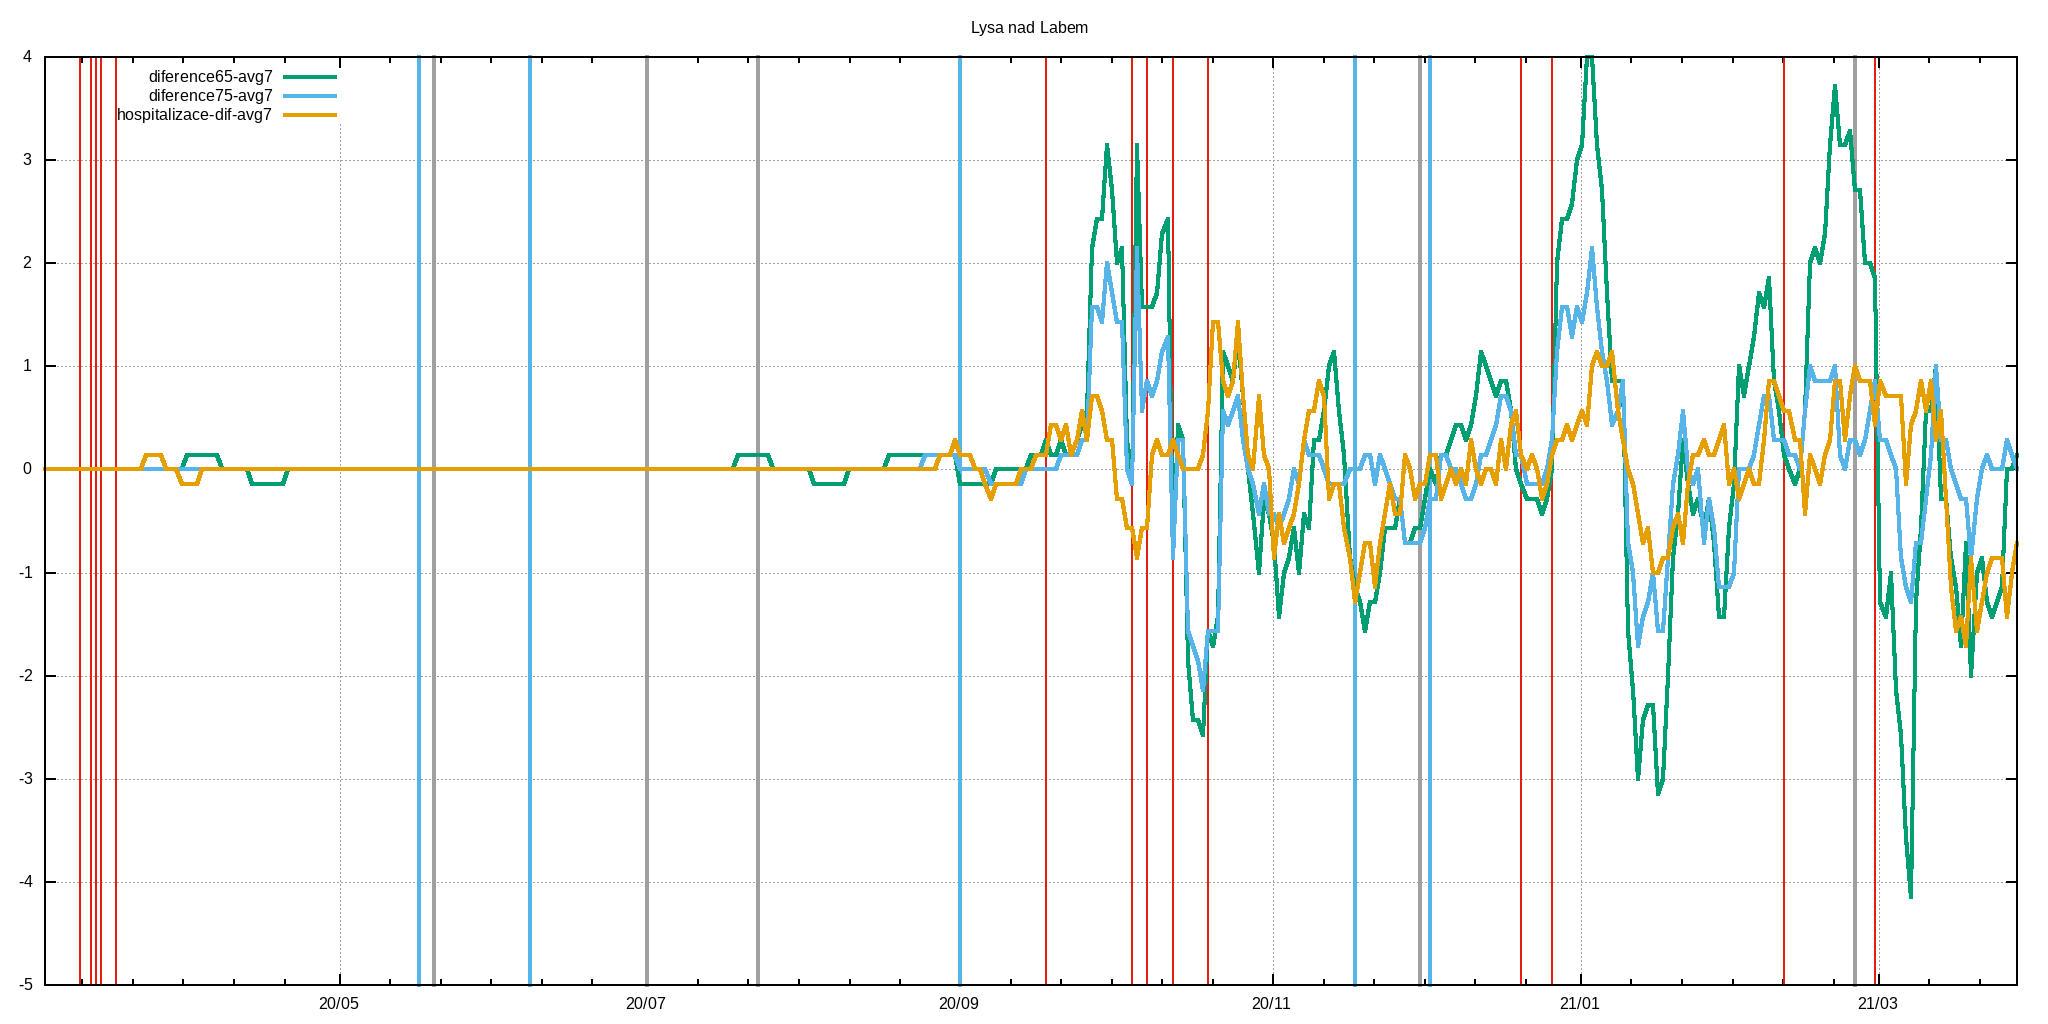 Lysa nad Labem
diference65-avg7
diference75-avg7
hospitalizace-dif-avg7
4
3
2
1
0
-1
-2
-3
-4
-5
20/05 20/07 20/09 20/11 21/01 21/03